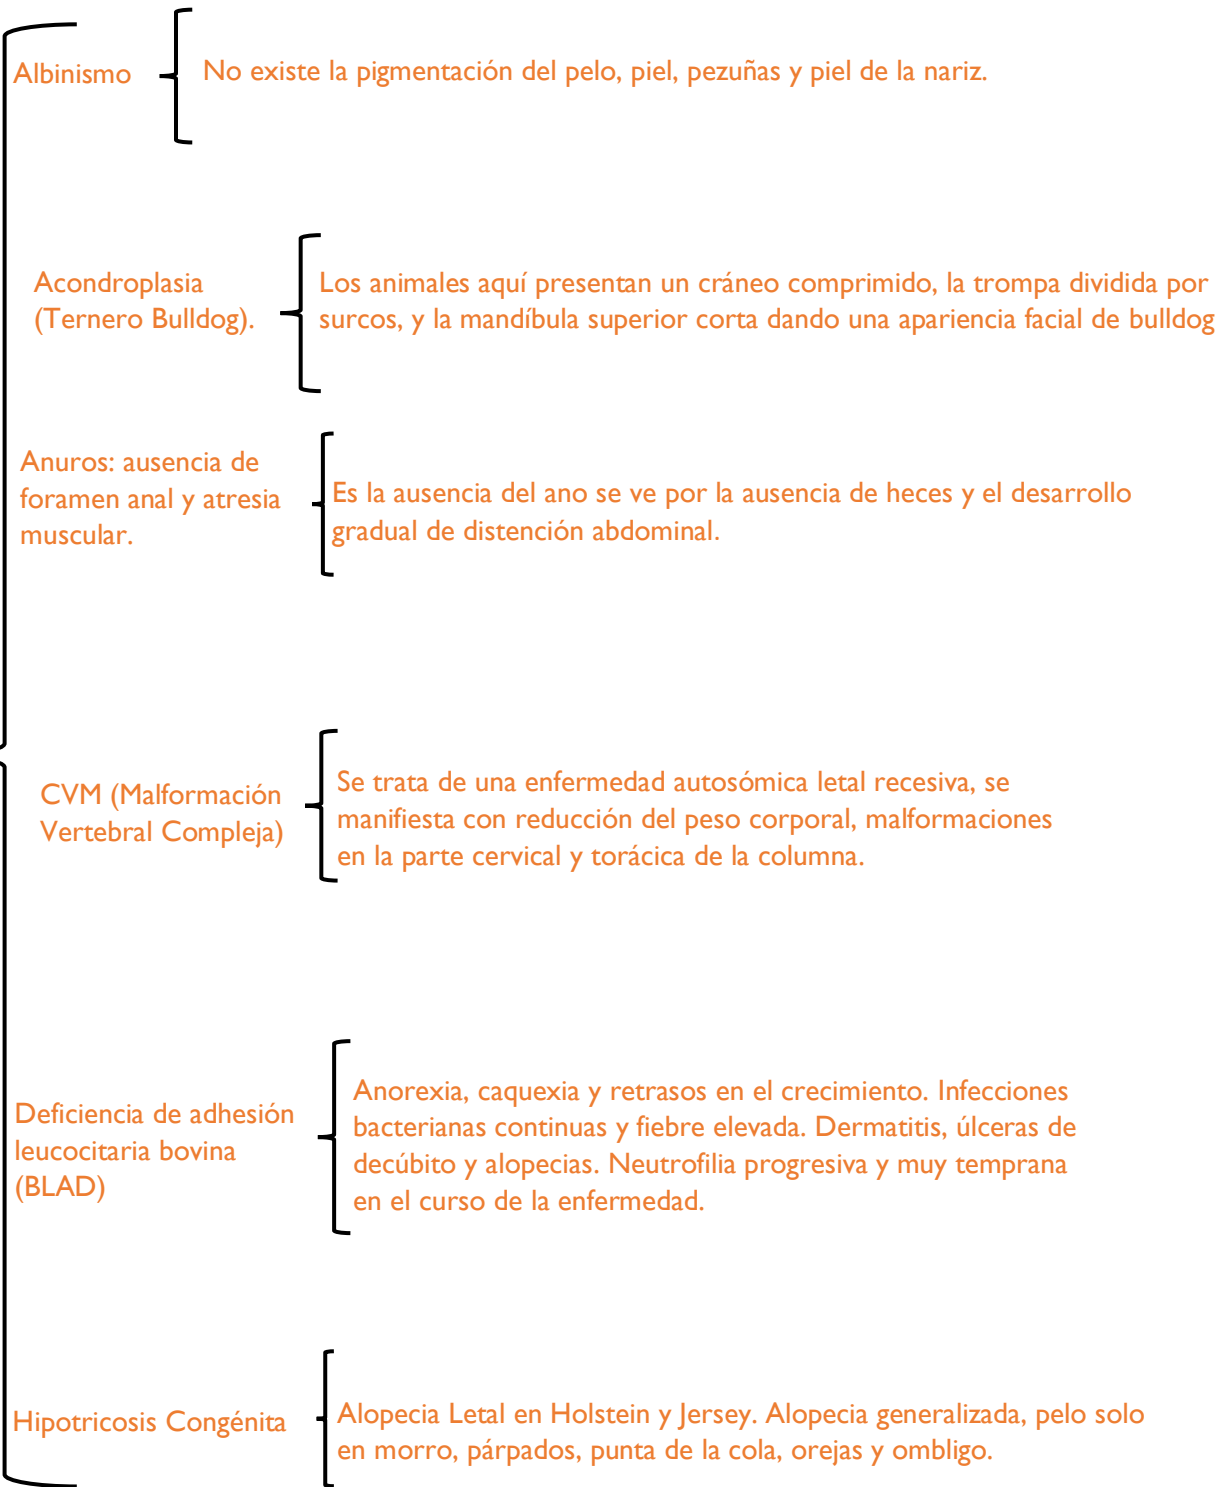 Albinismo
No existe la pigmentación del pelo, piel, pezuñas y piel de la nariz.
Acondroplasia
(Ternero Bulldog).
Los animales aquí presentan un cráneo comprimido, la trompa dividida por
surcos, y la mandíbula superior corta dando una apariencia facial de bulldog
Anuros: ausencia de
foramen anal y atresia
muscular.
Es la ausencia del ano se ve por la ausencia de heces y el desarrollo
gradual de distención abdominal.
CVM (Malformación
Vertebral Compleja)
Se trata de una enfermedad autosómica letal recesiva, se
manifiesta con reducción del peso corporal, malformaciones
en la parte cervical y torácica de la columna.
Deficiencia de adhesión
leucocitaria bovina
(BLAD)
Anorexia, caquexia y retrasos en el crecimiento. Infecciones
bacterianas continuas y fiebre elevada. Dermatitis, úlceras de
decúbito y alopecias. Neutrofilia progresiva y muy temprana
en el curso de la enfermedad.
Hipotricosis Congénita
Alopecia Letal en Holstein y Jersey. Alopecia generalizada, pelo solo
en morro, párpados, punta de la cola, orejas y ombligo.